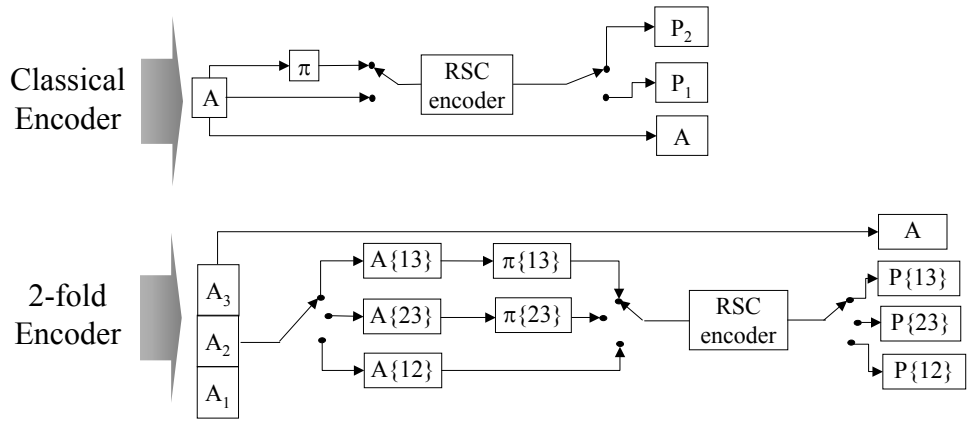 Classical
Encoder
A
π
RSC
encoder
P₂
P₁
A
2-fold
Encoder
A₃
A₂
A₁
A{13}
π{13}
A{23}
π{23}
A{12}
RSC
encoder
A
P{13}
P{23}
P{12}